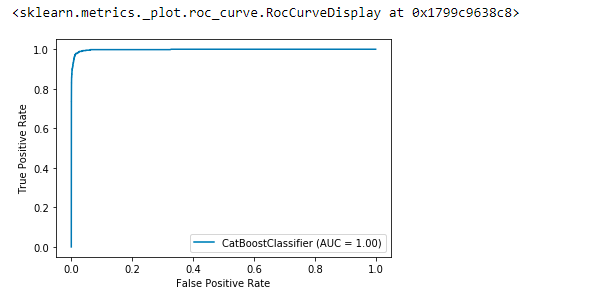 <sklearn.metrics._plot.roc_curve.RocCurveDisplay at 0x1799c9638c8>
1.0
0.8
0.6
0.4
0.2
0.0
True Positive Rate
CatBoostClassifier (AUC = 1.00)
0.0 0.2 0.4 0.6 0.8 1.0
False Positive Rate